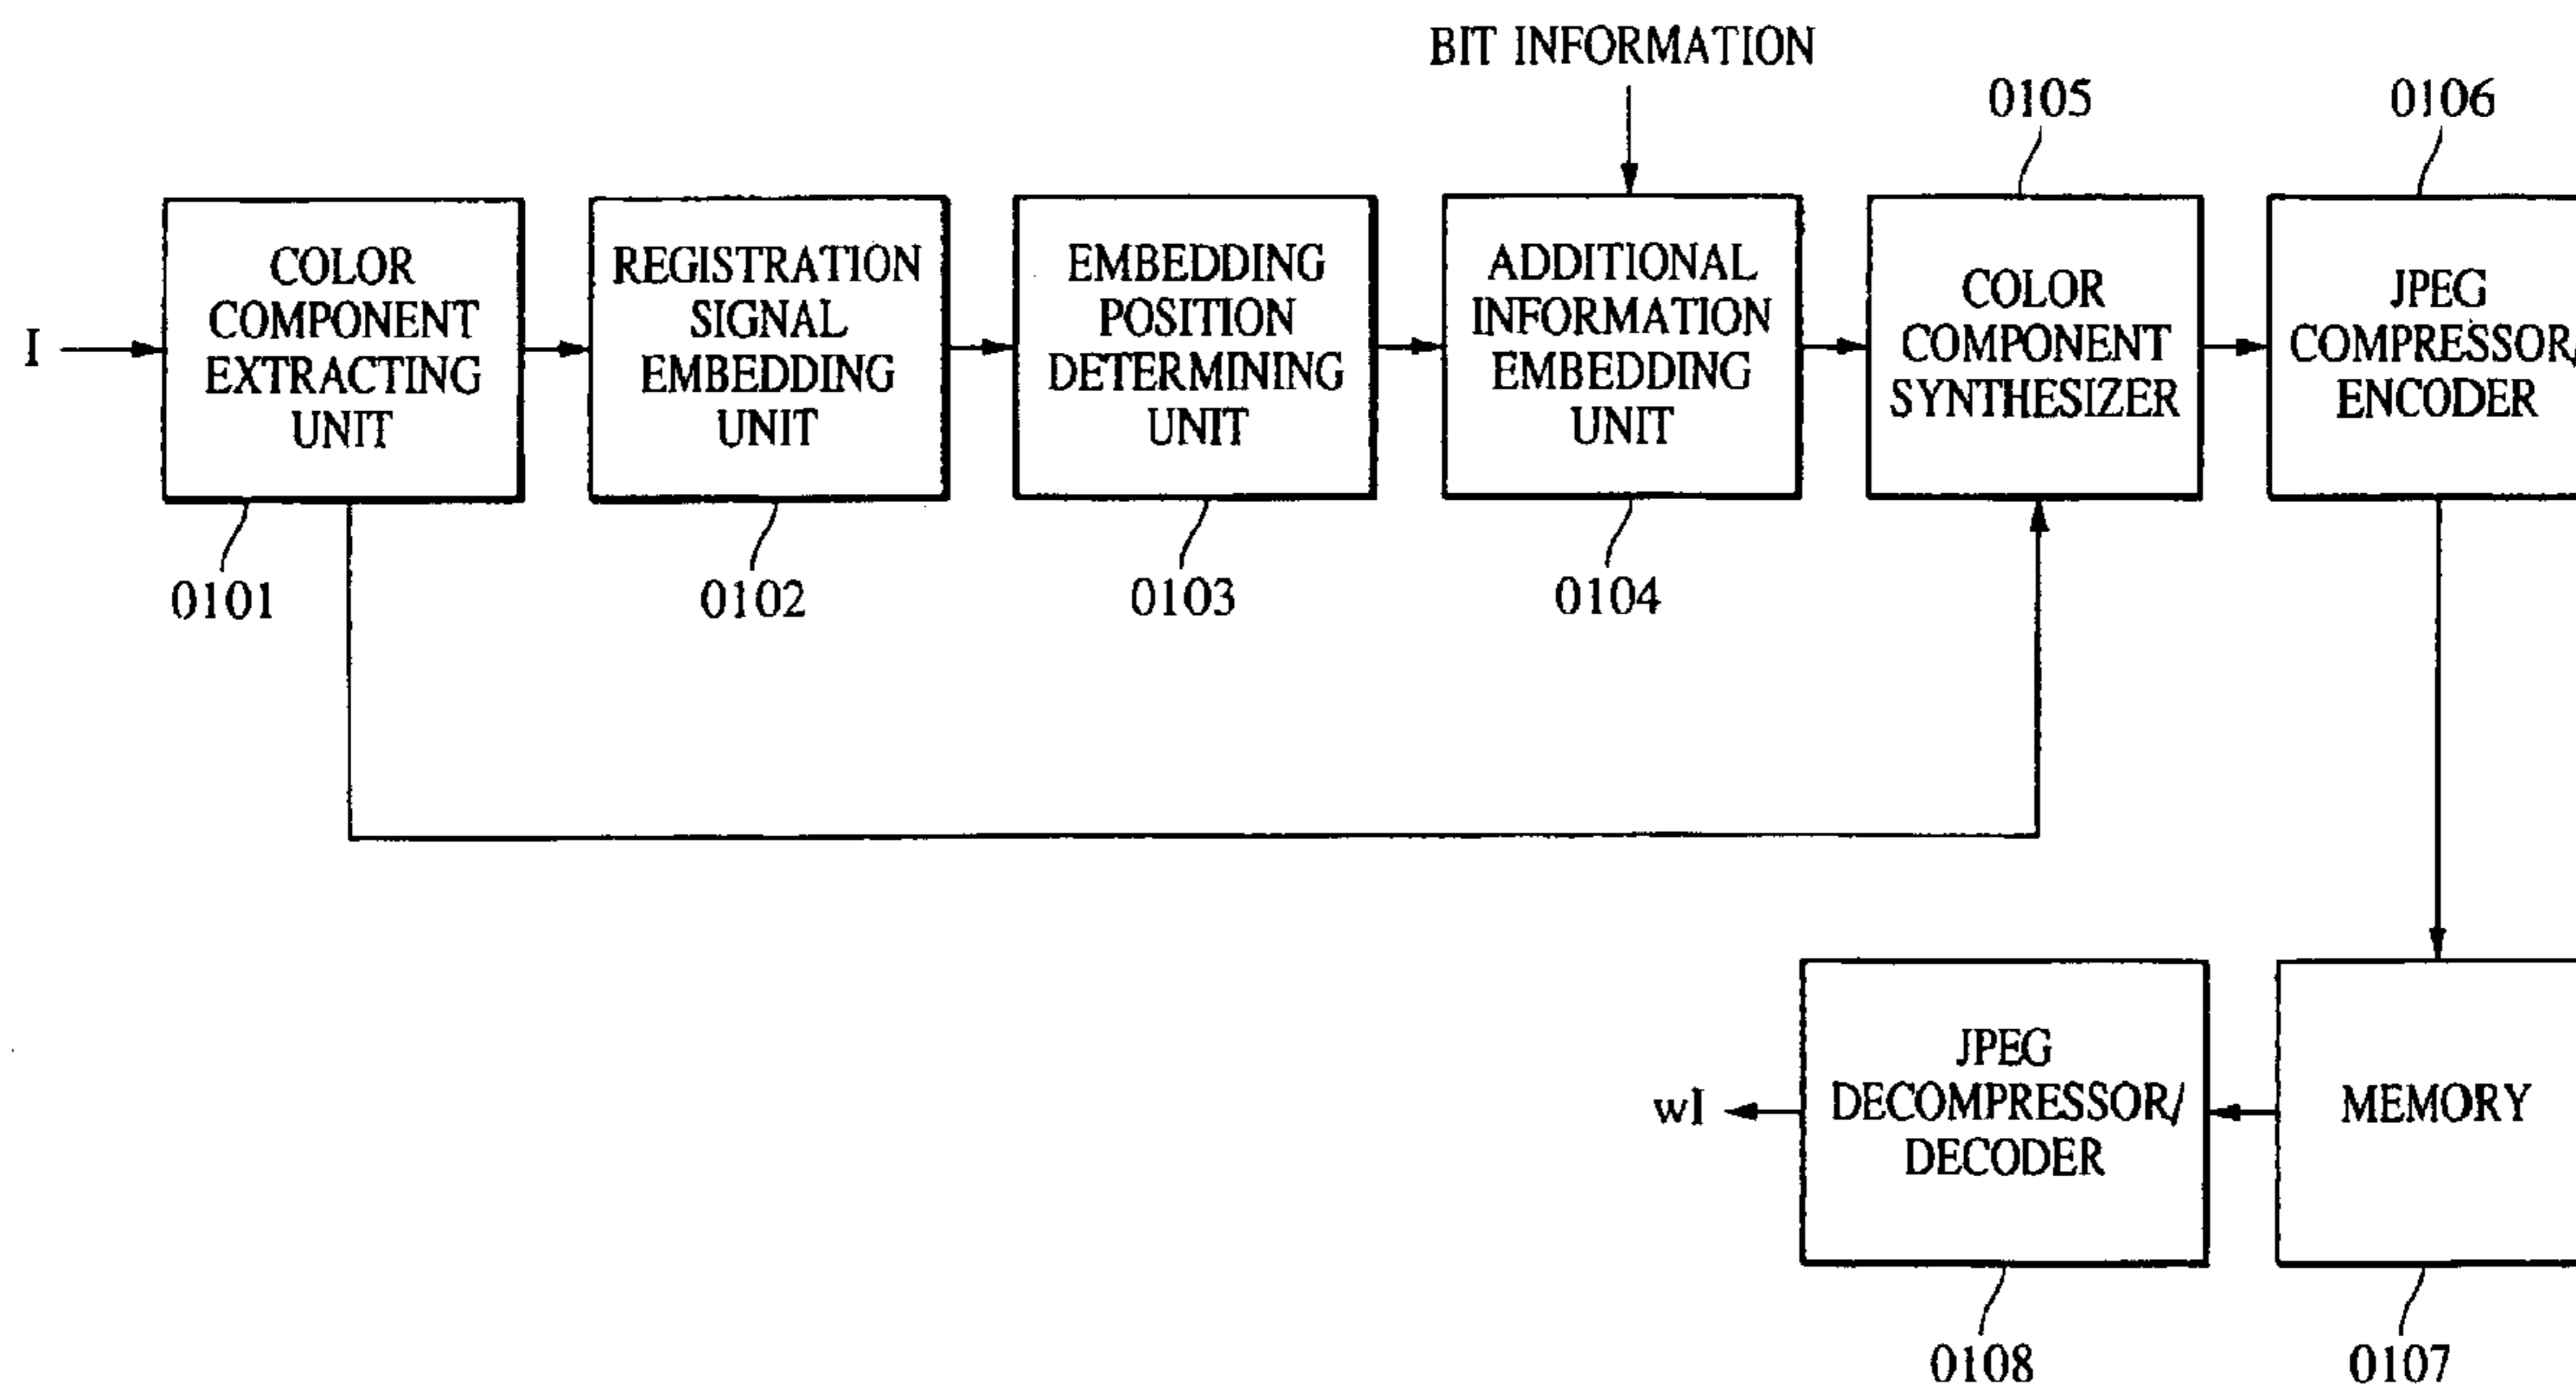 BIT INFORMATION
0105
0106
I
COLOR
COMPONENT
EXTRACTING
UNIT
REGISTRATION
SIGNAL
EMBEDDING
UNIT
EMBEDDING
POSITION
DETERMINING
UNIT
ADDITIONAL
INFORMATION
EMBEDDING
UNIT
COLOR
COMPONENT
SYNTHESIZER
JPEG
COMPRESSOR/
ENCODER
0101
0102
0103
0104
wI
JPEG
DECOMPRESSOR/
DECODER
MEMORY
0108
0107